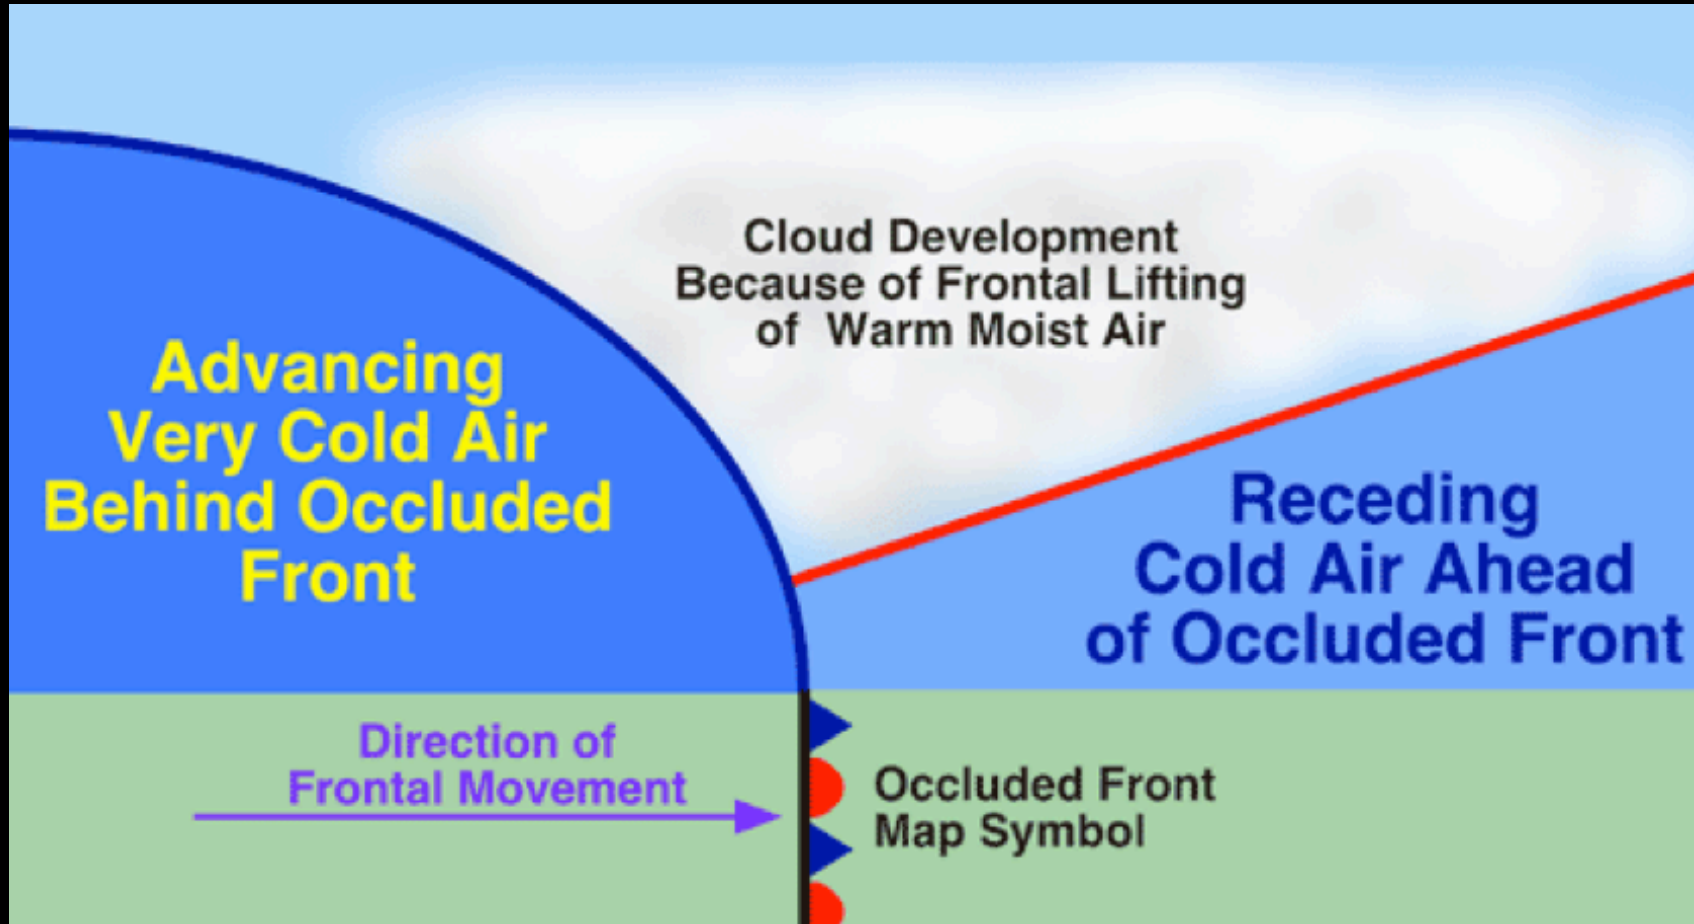 Cloud Development
Because of Frontal Lifting
of Warm Moist Air
Advancing
Very Cold Air
Behind Occluded
Front
Receding
Cold Air Ahead
of Occluded Front
Direction of
Frontal Movement
Occluded Front
Map Symbol